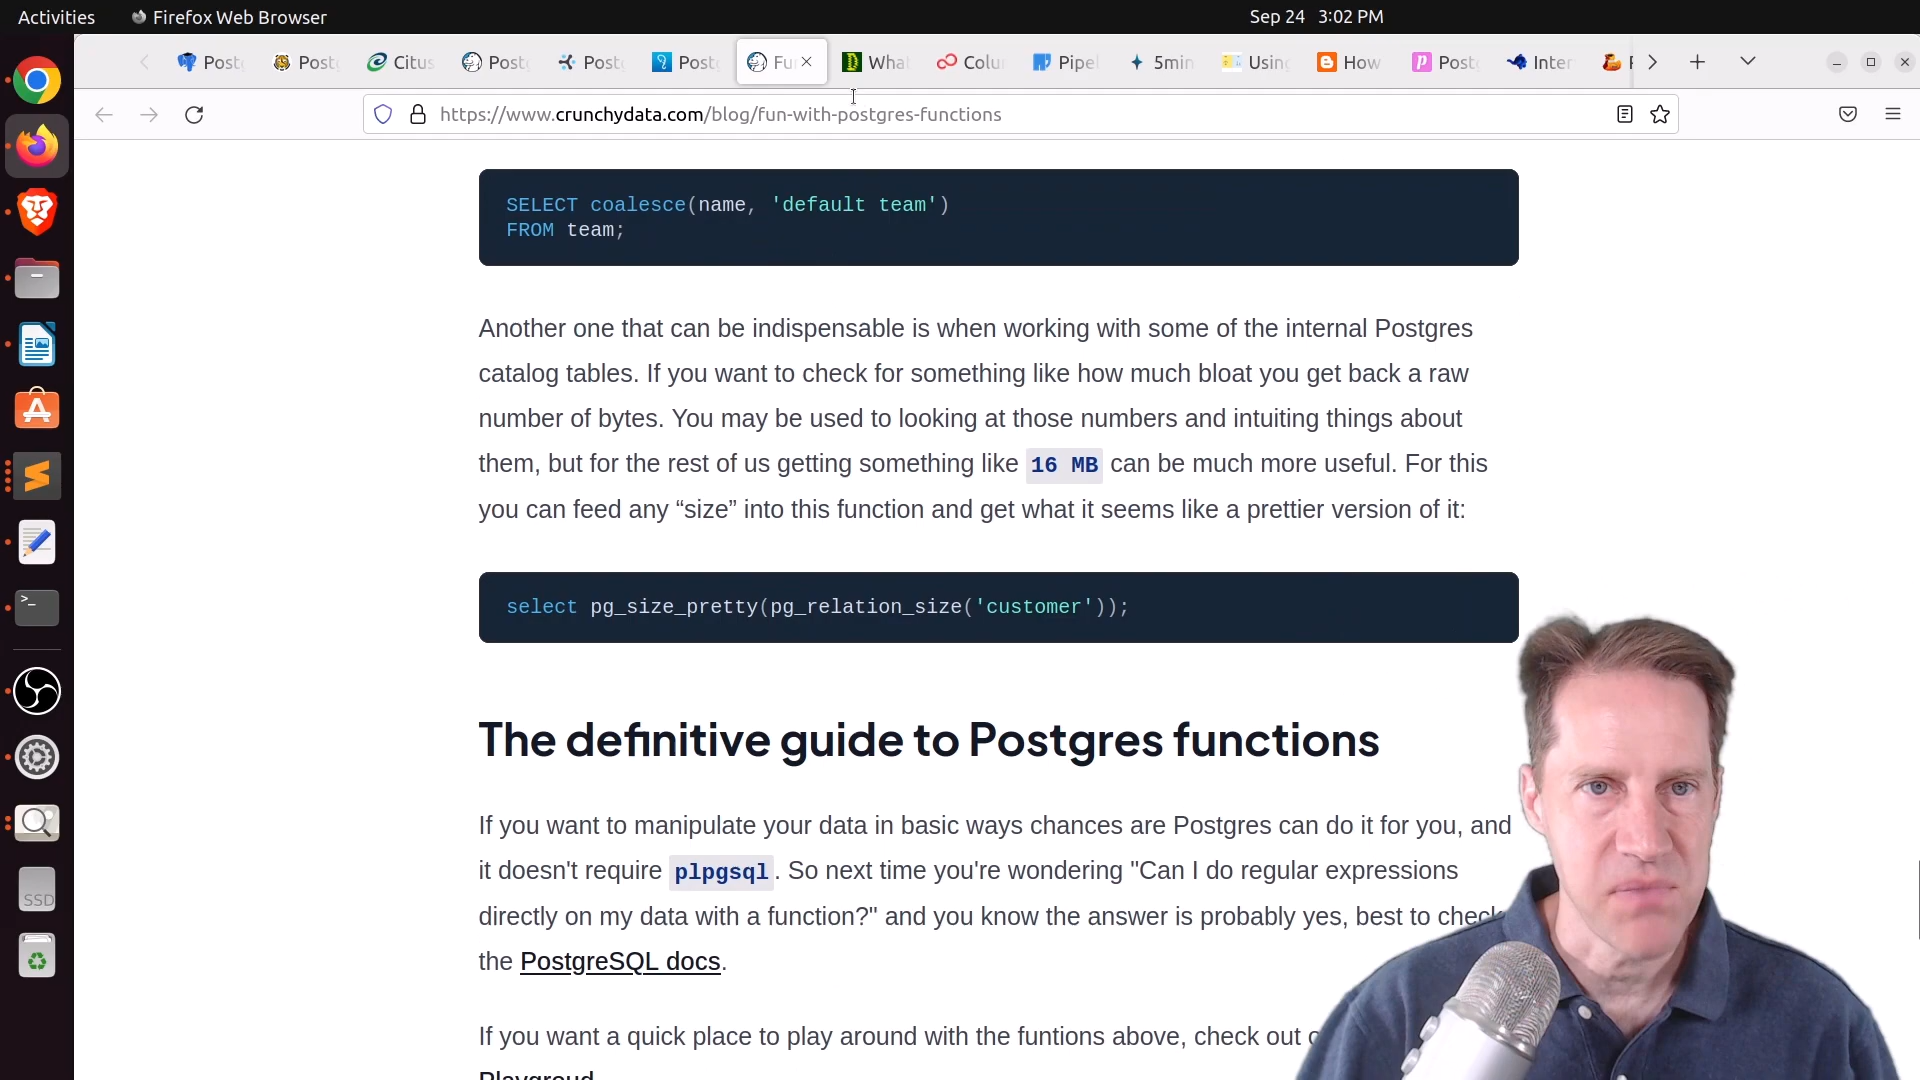 Activities
Firefox Web Browser
Sep 24 3:02 PM
Post
Post
Citus
Post
Post
Post
Fu
What
Colu
Pipel
5min
Using
How
Post
Inter
https://www.crunchydata.com/blog/fun-with-postgres-functions
SELECT coalesce(name, 'default team')
FROM team;
Another one that can be indispensable is when working with some of the internal Postgres
catalog tables. If you want to check for something like how much bloat you get back a raw
number of bytes. You may be used to looking at those numbers and intuiting things about
them, but for the rest of us getting something like 16 MB can be much more useful. For this
you can feed any “size” into this function and get what it seems like a prettier version of it:
select pg_size_pretty(pg_relation_size('customer'));
The definitive guide to Postgres functions
If you want to manipulate your data in basic ways chances are Postgres can do it for you, and
it doesn't require plpgsql. So next time you're wondering "Can I do regular expressions
directly on my data with a function?" and you know the answer is probably yes, best to check
the PostgreSQL docs.
If you want a quick place to play around with the funtions above, check out
Playgroud
SSD